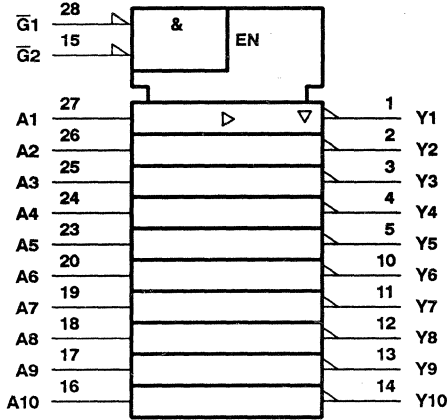 28
G̅1
&
15
G̅2
EN
27 1
A1 Y1
26 2
A2 Y2
25 3
A3 Y3
24 4
A4 Y4
23 5
A5 Y5
20 10
A6 Y6
19 11
A7 Y7
18 12
A8 Y8
17 13
A9 Y9
16 14
A10 Y10